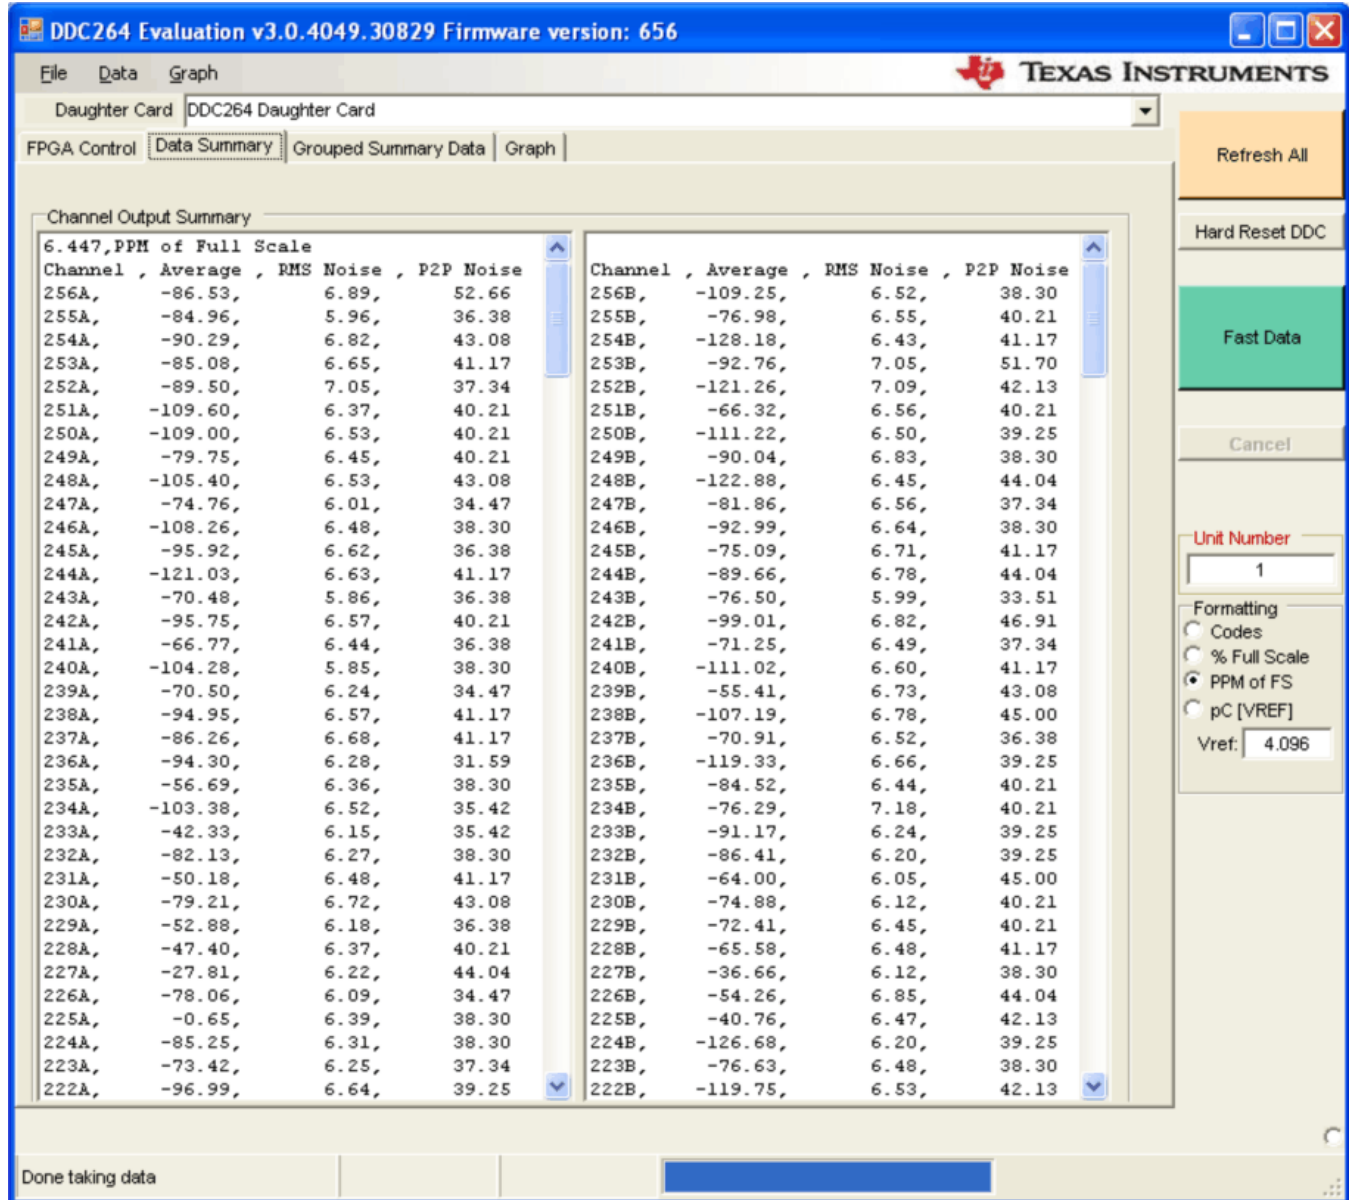 DDC264 Evaluation v3.0.4049.30829 Firmware version: 656
File Data Graph
TEXAS INSTRUMENTS
Daughter Card DDC264 Daughter Card
FPGA Control Data Summary Grouped Summary Data Graph
Channel Output Summary
6.447,PPM of Full Scale
Channel , Average , RMS Noise , P2P Noise
256A, -86.53, 6.89, 52.66
255A, -84.96, 5.96, 36.38
254A, -90.29, 6.82, 43.08
253A, -85.08, 6.65, 41.17
252A, -89.50, 7.05, 37.34
251A, -109.60, 6.37, 40.21
250A, -109.00, 6.53, 40.21
249A, -79.75, 6.45, 40.21
248A, -105.40, 6.53, 43.08
247A, -74.76, 6.01, 34.47
246A, -108.26, 6.48, 38.30
245A, -95.92, 6.62, 36.38
244A, -121.03, 6.63, 41.17
243A, -70.48, 5.86, 36.38
242A, -95.75, 6.57, 40.21
241A, -66.77, 6.44, 36.38
240A, -104.28, 5.85, 38.30
239A, -70.50, 6.24, 34.47
238A, -94.95, 6.57, 41.17
237A, -86.26, 6.68, 41.17
236A, -94.30, 6.28, 31.59
235A, -56.69, 6.36, 38.30
234A, -103.38, 6.52, 35.42
233A, -42.33, 6.15, 35.42
232A, -82.13, 6.27, 38.30
231A, -50.18, 6.48, 41.17
230A, -79.21, 6.72, 43.08
229A, -52.88, 6.18, 36.38
228A, -47.40, 6.37, 40.21
227A, -27.81, 6.22, 44.04
226A, -78.06, 6.09, 34.47
225A, -0.65, 6.39, 38.30
224A, -85.25, 6.31, 38.30
223A, -73.42, 6.25, 37.34
222A, -96.99, 6.64, 39.25
Channel , Average , RMS Noise , P2P Noise
256B, -109.25, 6.52, 38.30
255B, -76.98, 6.55, 40.21
254B, -128.18, 6.43, 41.17
253B, -92.76, 7.05, 51.70
252B, -121.26, 7.09, 42.13
251B, -66.32, 6.56, 40.21
250B, -111.22, 6.50, 39.25
249B, -90.04, 6.83, 38.30
248B, -122.88, 6.45, 44.04
247B, -81.86, 6.56, 37.34
246B, -92.99, 6.64, 38.30
245B, -75.09, 6.71, 41.17
244B, -89.66, 6.78, 44.04
243B, -76.50, 5.99, 33.51
242B, -99.01, 6.82, 46.91
241B, -71.25, 6.49, 37.34
240B, -111.02, 6.60, 41.17
239B, -55.41, 6.73, 43.08
238B, -107.19, 6.78, 45.00
237B, -70.91, 6.52, 36.38
236B, -119.33, 6.66, 39.25
235B, -84.52, 6.44, 40.21
234B, -76.29, 7.18, 40.21
233B, -91.17, 6.24, 39.25
232B, -86.41, 6.20, 39.25
231B, -64.00, 6.05, 45.00
230B, -74.88, 6.12, 40.21
229B, -72.41, 6.45, 40.21
228B, -65.58, 6.48, 41.17
227B, -36.66, 6.12, 38.30
226B, -54.26, 6.85, 44.04
225B, -40.76, 6.47, 42.13
224B, -126.68, 6.20, 39.25
223B, -76.63, 6.48, 38.30
222B, -119.75, 6.53, 42.13
Refresh All
Hard Reset DDC
Fast Data
Cancel
Unit Number
1
Formatting
Codes
% Full Scale
PPM of FS
pC [VREF]
Vref: 4.096
Done taking data